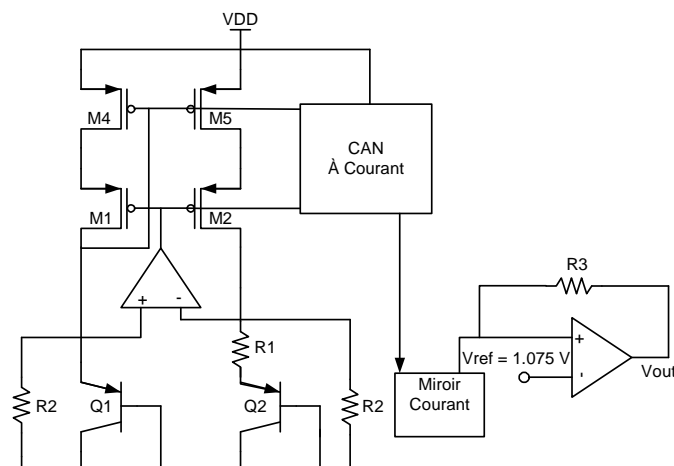 VDD
M4
M5
CAN
À Courant
M1
M2
+
-
R3
R1
Vref = 1.075 V
+
-
Vout
Miroir
Courant
R2
Q1
Q2
R2